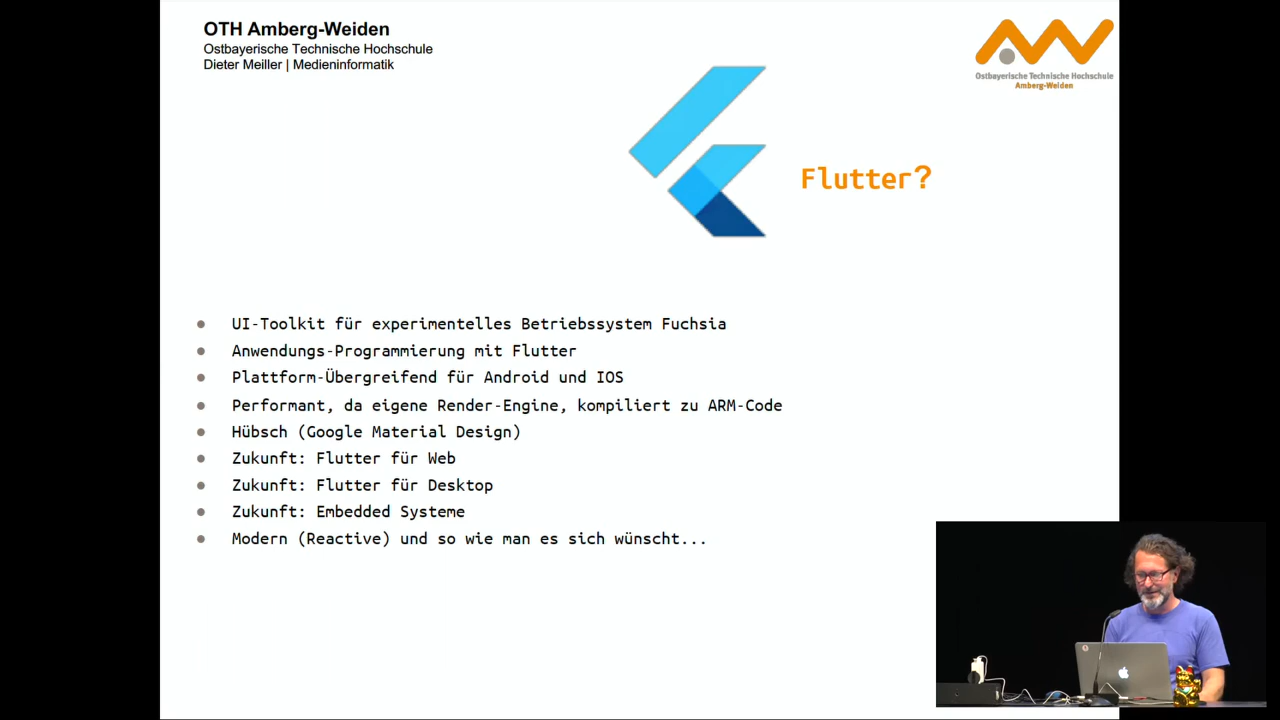 OTH Amberg-Weiden
Ostbayerische Technische Hochschule
Dieter Meiller | Medieninformatik
Ostbayerische Technische Hochschule
Amberg-Weiden
Flutter?
UI-Toolkit für experimentelles Betriebssystem Fuchsia
Anwendungs-Programmierung mit Flutter
Plattform-Übergreifend für Android und IOS
Performant, da eigene Render-Engine, kompiliert zu ARM-Code
Hübsch (Google Material Design)
Zukunft: Flutter für Web
Zukunft: Flutter für Desktop
Zukunft: Embedded Systeme
Modern (Reactive) und so wie man es sich wünscht...